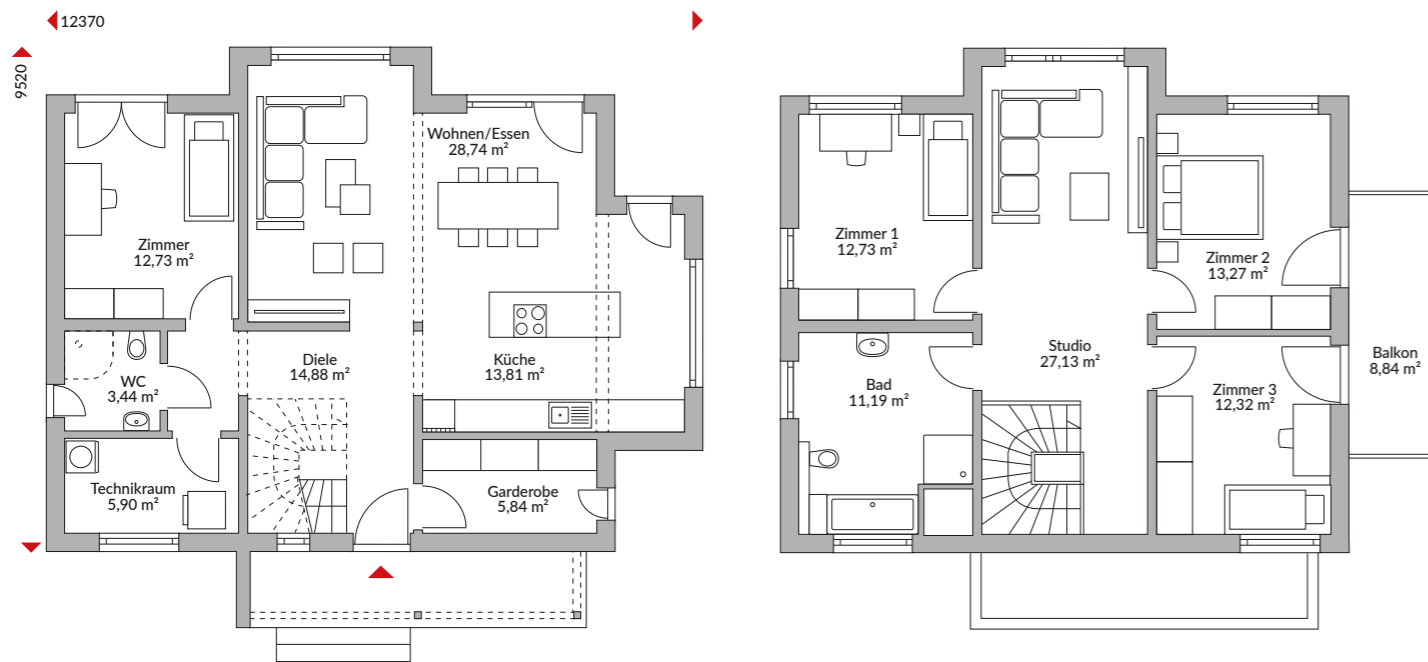 12370
9520
Wohnen/Essen
28,74 m²
Zimmer
12,73 m²
Diele
14,88 m²
Küche
13,81 m²
WC
3,44 m²
Technikraum
5,90 m²
Garderobe
5,84 m²
Zimmer 1
12,73 m²
Zimmer 2
13,27 m²
Studio
27,13 m²
Balkon
8,84 m²
Bad
11,19 m²
Zimmer 3
12,32 m²